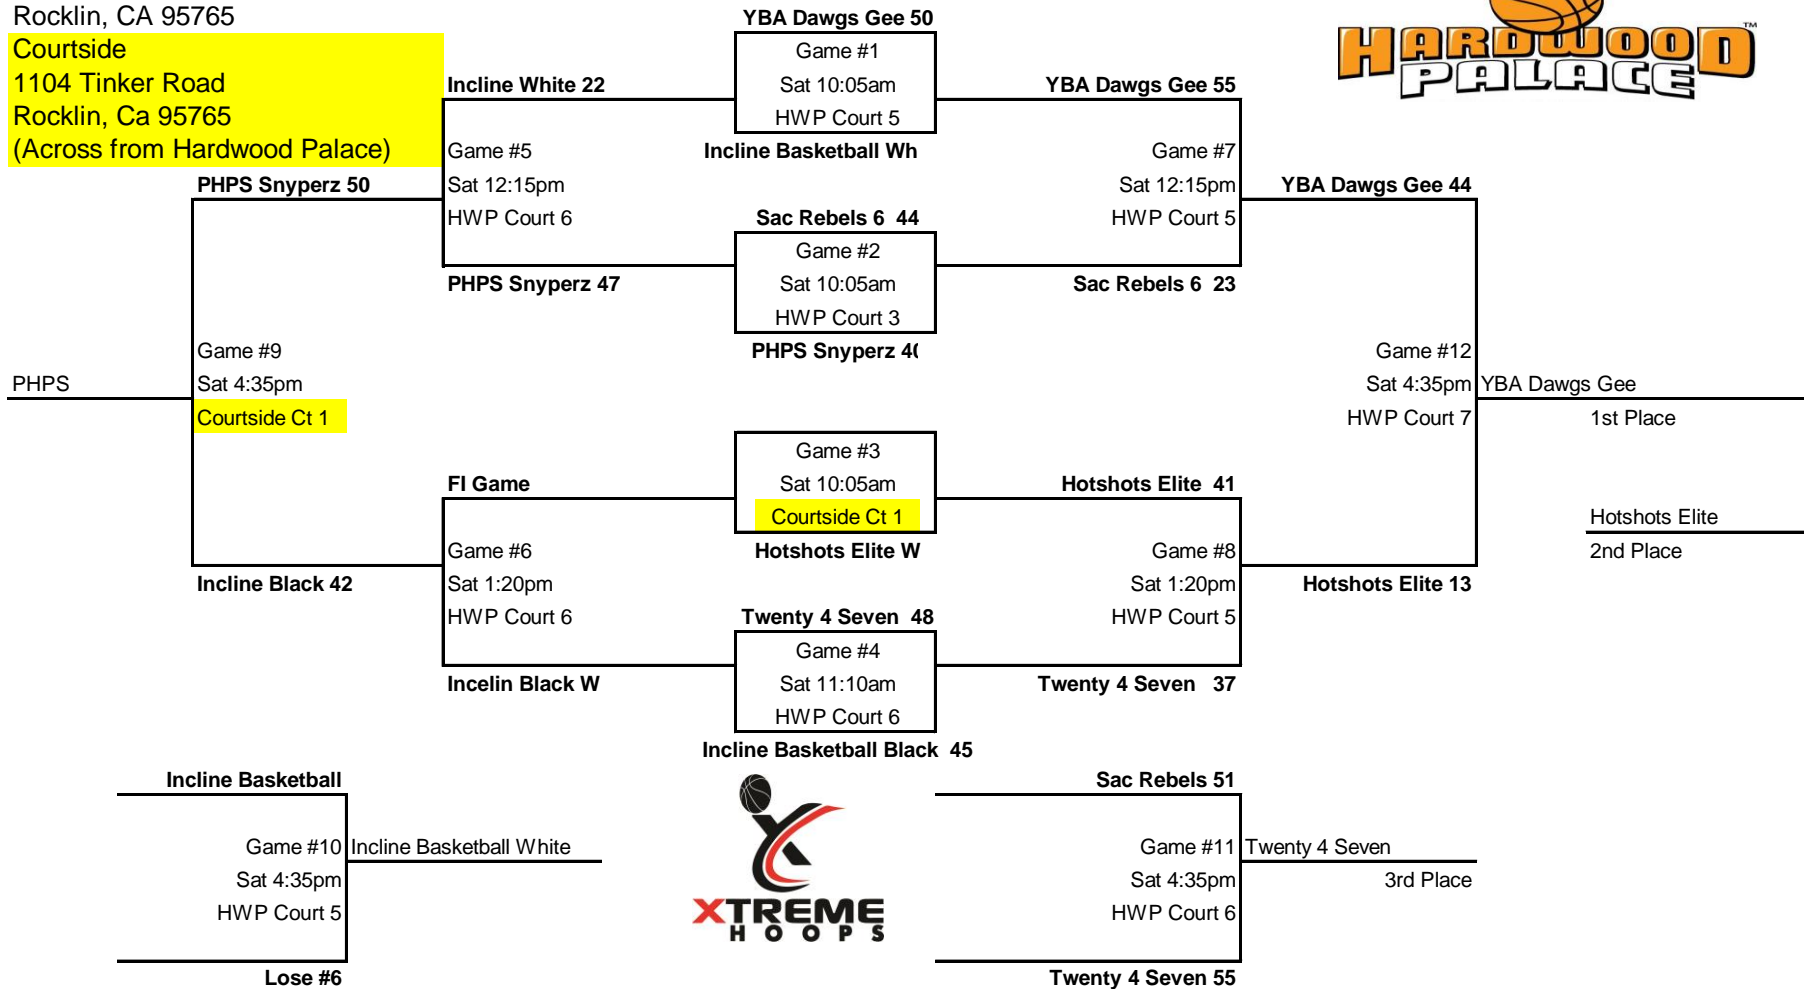 Rocklin, CA 95765
Courtside
1104 Tinker Road
Rocklin, Ca 95765
(Across from Hardwood Palace)
YBA Dawgs Gee 50
Game #1
Sat 10:05am
HWP Court 5
Incline Basketball Wh
HARDWOOD
PALACE
TM
Incline White 22
Game #5
Sat 12:15pm
HWP Court 6
PHPS Snyperz 47
YBA Dawgs Gee 55
Game #7
Sat 12:15pm
HWP Court 5
Sac Rebels 6 23
PHPS Snyperz 50
YBA Dawgs Gee 44
Sac Rebels 6 44
Game #2
Sat 10:05am
HWP Court 3
PHPS Snyperz 40
Game #9
Sat 4:35pm
Courtside Ct 1
PHPS
Game #12
Sat 4:35pm
HWP Court 7
YBA Dawgs Gee
1st Place
Game #3
Sat 10:05am
Courtside Ct 1
Hotshots Elite W
FI Game
Game #6
Sat 1:20pm
HWP Court 6
Incelin Black W
Hotshots Elite 41
Game #8
Sat 1:20pm
HWP Court 5
Twenty 4 Seven 37
Hotshots Elite
2nd Place
Incline Black 42
Hotshots Elite 13
Twenty 4 Seven 48
Game #4
Sat 11:10am
HWP Court 6
Incline Basketball Black 45
Incline Basketball
Game #10
Sat 4:35pm
HWP Court 5
Lose #6
Incline Basketball White
XTREME
HOOPS
Sac Rebels 51
Game #11
Sat 4:35pm
HWP Court 6
Twenty 4 Seven 55
Twenty 4 Seven
3rd Place